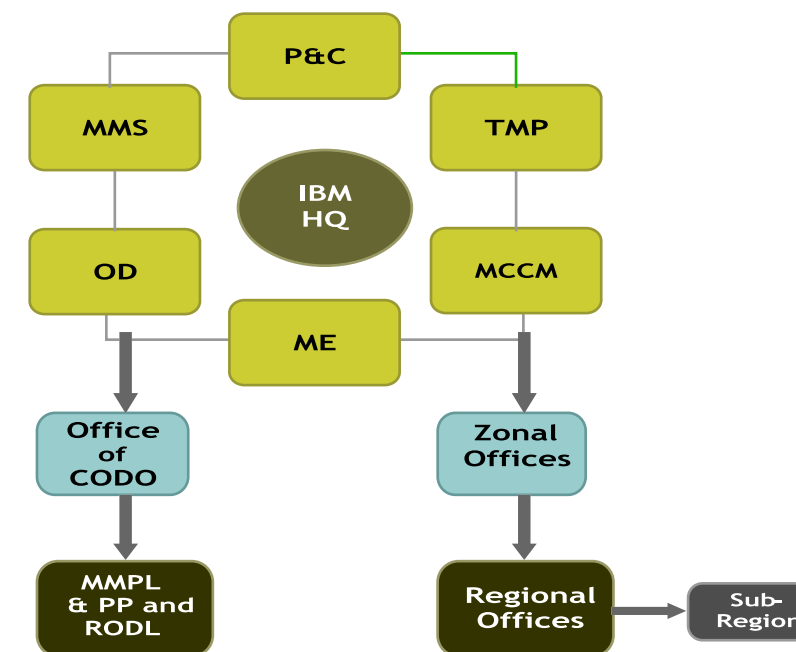 P&C
MMS
TMP
IBM
HQ
OD
MCCM
ME
Office
of
CODO
Zonal
Offices
MMPL
& PP and
RODL
Regional
Offices
Sub-
Region